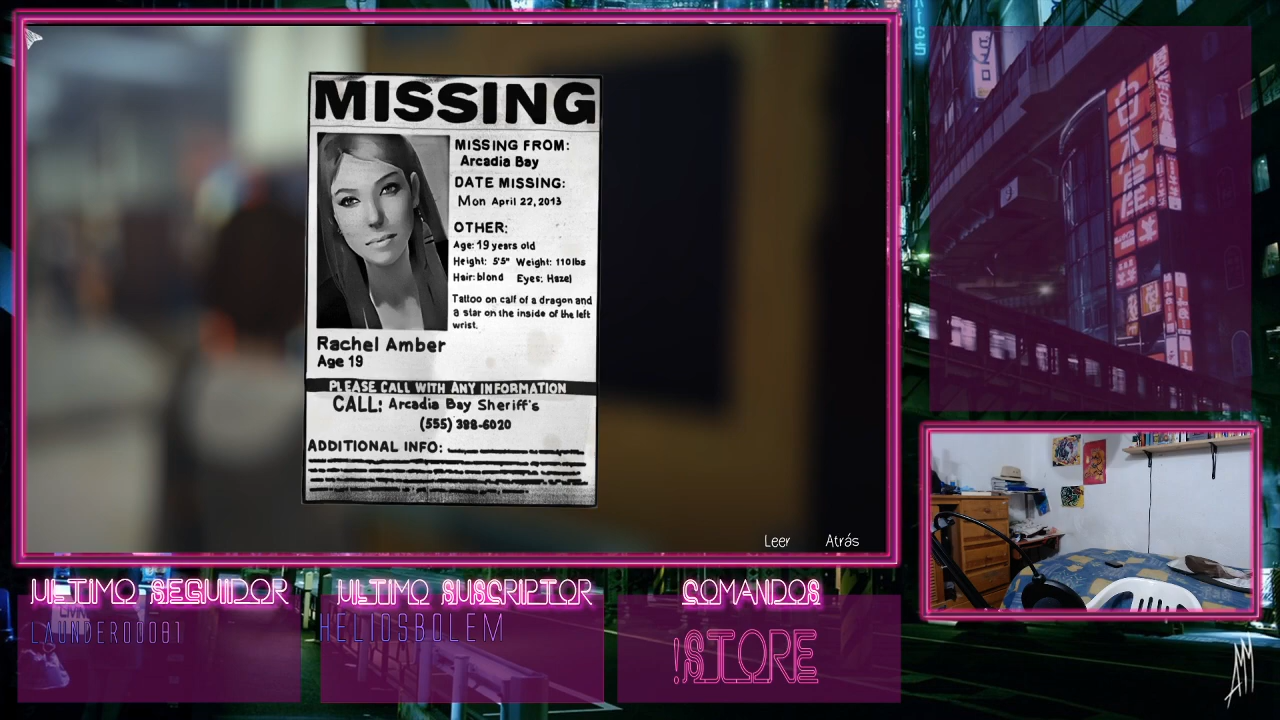 MISSING
MISSING FROM:
Arcadia Bay
DATE MISSING:
Mon April 22, 2013
OTHER:
Age: 19 years old
Height: 5'5" Weight: 110lbs
Hair: blond Eyes: Hazel
Tattoo on calf of a dragon and
a star on the inside of the left
wrist.
Rachel Amber
Age 19
PLEASE CALL WITH ANY INFORMATION
CALL: Arcadia Bay Sheriff's
(555) 388-6020
ADDITIONAL INFO:
Leer Atrás
ULTIMO SEGUIDOR
LAUNDER00081
ULTIMO SUSCRIPTOR
HELIOSBOLEM
COMANDOS
!STORE